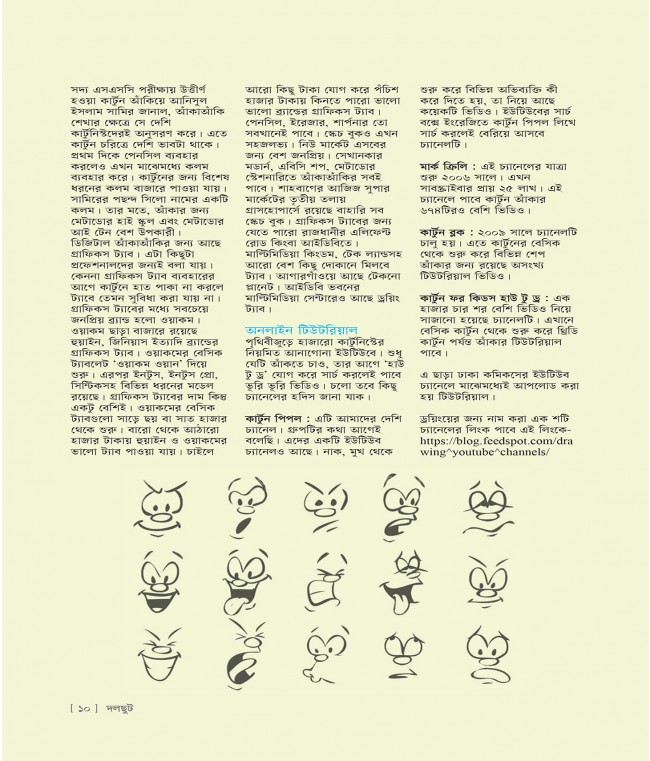 সদ্য এসএসসি পরীক্ষায় উত্তীর্ণ
হওয়া কার্টুন আঁকিয়ে আনিসুল
ইসলাম সামির জানাল, আঁকাআঁকি
শেখার ক্ষেত্রে সে দেশি
কার্টুনিস্টদেরই অনুসরণ করে। এতে
কার্টুন চরিত্রে দেশি ভাবটা থাকে।
প্রথম দিকে পেনসিল ব্যবহার
করলেও এখন মাঝেমধ্যে কলম
ব্যবহার করে। কার্টুনের জন্য বিশেষ
ধরনের কলম বাজারে পাওয়া যায়।
সামিরের পছন্দ সিলো নামের একটি
কলম। তার মতে, আঁকার জন্য
মেটাডোর হাই স্কুল এবং মেটাডোর
আই টেন বেশ উপকারী।
ডিজিটাল আঁকাআঁকির জন্য আছে
গ্রাফিকস ট্যাব। এটা কিছুটা
প্রফেশনালদের জন্যই বলা যায়।
কেননা গ্রাফিকস ট্যাব ব্যবহারের
আগে কার্টুনে হাত পাকা না করলে
ট্যাবে তেমন সুবিধা করা যায় না।
গ্রাফিকস ট্যাবের মধ্যে সবচেয়ে
জনপ্রিয় ব্র্যান্ড হলো ওয়াকম।
ওয়াকম ছাড়া বাজারে রয়েছে
হুয়াইন, জিনিয়াস ইত্যাদি ব্র্যান্ডের
গ্রাফিকস ট্যাব। ওয়াকমের বেসিক
ট্যাবলেট ‘ওয়াকম ওয়ান’ দিয়ে
শুরু। এরপর ইনটুস, ইনটুস প্রো,
সিন্টিকসহ বিভিন্ন ধরনের মডেল
রয়েছে। গ্রাফিকস ট্যাবের দাম কিন্তু
একটু বেশিই। ওয়াকমের বেসিক
ট্যাবগুলো সাড়ে ছয় বা সাত হাজার
থেকে শুরু। বারো থেকে আঠারো
হাজার টাকায় হুয়াইন ও ওয়াকমের
ভালো ট্যাব পাওয়া যায়। চাইলে
আরো কিছু টাকা যোগ করে পঁচিশ
হাজার টাকায় কিনতে পারো ভালো
ভালো ব্র্যান্ডের গ্রাফিকস ট্যাব।
পেনসিল, ইরেজার, শার্পনার তো
সবখানেই পাবে। স্কেচ বুকও এখন
সহজলভ্য। নিউ মার্কেট এসবের
জন্য বেশ জনপ্রিয়। সেখানকার
মডার্ন, এবিসি শপ, মেটাডোর
স্টেশনারিতে আঁকাআঁকির সবই
পাবে। শাহবাগের আজিজ সুপার
মার্কেটের তৃতীয় তলায়
গ্রাসহোপার্সে রয়েছে বাহারি সব
স্কেচ বুক। গ্রাফিকস ট্যাবের জন্য
যেতে পারো রাজধানীর এলিফেন্ট
রোড কিংবা আইডিবিতে।
মাল্টিমিডিয়া কিংডম, টেক ল্যান্ডসহ
আরো বেশ কিছু দোকানে মিলবে
ট্যাব। আগারগাঁওয়ে আছে টেকনো
প্লানেট। আইডিবি ভবনের
মাল্টিমিডিয়া সেন্টারেও আছে ড্রয়িং
ট্যাব।
অনলাইন টিউটরিয়াল
পৃথিবীজুড়ে হাজারো কার্টুনিস্টের
নিয়মিত আনাগোনা ইউটিউবে। শুধু
যেটি আঁকতে চাও, তার আগে ‘হাউ
টু ড্র’ যোগ করে সার্চ করলেই পাবে
ভূরি ভূরি ভিডিও। চলো তবে কিছু
চ্যানেলের হদিস জানা যাক।
কার্টুন পিপল : এটি আমাদের দেশি
চ্যানেল। গ্রুপটির কথা আগেই
বলেছি। এদের একটি ইউটিউব
চ্যানেলও আছে। নাক, মুখ থেকে
শুরু করে বিভিন্ন অভিব্যক্তি কী
করে দিতে হয়, তা নিয়ে আছে
কয়েকটি ভিডিও। ইউটিউবের সার্চ
বক্সে ইংরেজিতে কার্টুন পিপল লিখে
সার্চ করলেই বেরিয়ে আসবে
চ্যানেলটি।
মার্ক ক্রিলি : এই চ্যানেলের যাত্রা
শুরু ২০০৬ সালে। এখন
সাবস্ক্রাইবার প্রায় ২৫ লাখ। এই
চ্যানেলে পাবে কার্টুন আঁকার
৬৭৪টিরও বেশি ভিডিও।
কার্টুন ব্লক : ২০০৯ সালে চ্যানেলটি
চালু হয়। এতে কার্টুনের বেসিক
থেকে শুরু করে বিভিন্ন শেপ
আঁকার জন্য রয়েছে অসংখ্য
টিউটরিয়াল ভিডিও।
কার্টুন ফর কিডস হাউ টু ড্র : এক
হাজার চার শর বেশি ভিডিও নিয়ে
সাজানো হয়েছে চ্যানেলটি। এখানে
বেসিক কার্টুন থেকে শুরু করে থ্রিডি
কার্টুন পর্যন্ত আঁকার টিউটরিয়াল
পাবে।
এ ছাড়া ঢাকা কমিকসের ইউটিউব
চ্যানেলে মাঝেমধ্যেই আপলোড করা
হয় টিউটরিয়াল।
ড্রয়িংয়ের জন্য নাম করা এক শটি
চ্যানেলের লিংক পাবে এই লিংকে-
https://blog.feedspot.com/dra
wing^youtube^channels/
[ ১০ ] দলছুট